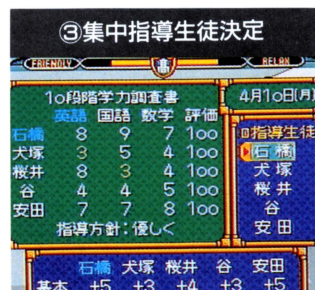 ③集中指導生徒決定
FRIENDLY 高 RELAX
10段階学力調査書
英語 国語 数学 評価
石橋 8 9 7 100
犬塚 3 5 4 100
桜井 8 3 4 100
谷 4 4 5 100
安田 7 7 8 100
指導方針:優しく
4月10日(月)
指導生徒
石橋
犬塚
桜井
谷
安田
石橋 犬塚 桜井 谷 安田
基本 +5 +3 +4 +3 +5